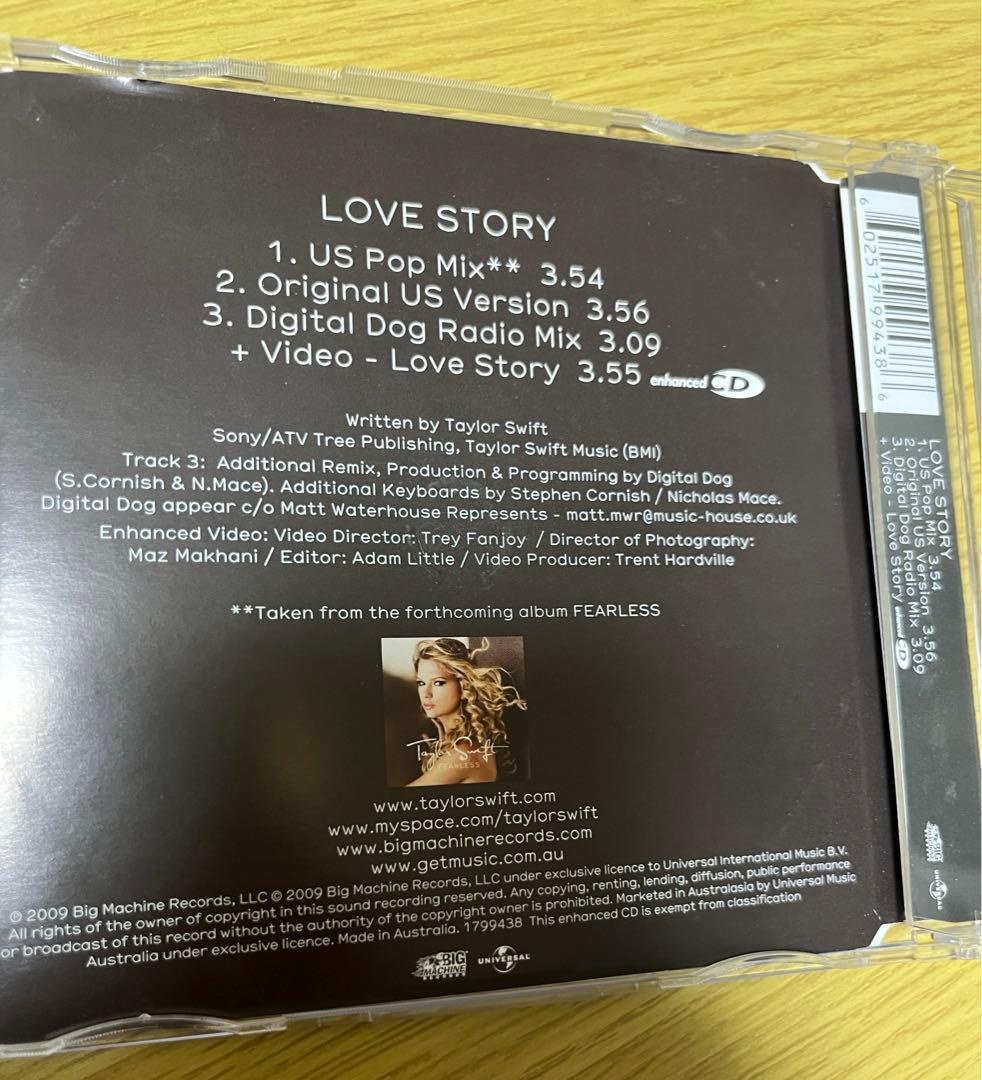 LOVE STORY
1. US Pop Mix** 3.54
2. Original US Version 3.56
3. Digital Dog Radio Mix 3.09
+ Video - Love Story 3.55 enhanced CD
Written by Taylor Swift
Sony/ATV Tree Publishing, Taylor Swift Music (BMI)
Track 3: Additional Remix, Production & Programming by Digital Dog
(S.Cornish & N.Mace). Additional Keyboards by Stephen Cornish / Nicholas Mace.
Digital Dog appear c/o Matt Waterhouse Represents - matt.mwr@music-house.co.uk
Enhanced Video: Video Director: Trey Fanjoy / Director of Photography:
Maz Makhani / Editor: Adam Little / Video Producer: Trent Hardville
**Taken from the forthcoming album FEARLESS
Taylor Swift
FEARLESS
www.taylorswift.com
www.myspace.com/taylorswift
www.bigmachinerecords.com
www.getmusic.com.au
℗ 2009 Big Machine Records, LLC © 2009 Big Machine Records, LLC under exclusive licence to Universal International Music B.V.
All rights of the owner of copyright in this sound recording reserved. Any copying, renting, lending, diffusion, public performance
or broadcast of this record without the authority of the copyright owner is prohibited. Marketed in Australasia by Universal Music
Australia under exclusive licence. Made in Australia. 1799438 This enhanced CD is exempt from classification
BIG MACHINE RECORDS
UNIVERSAL
6 02517 99438 6
LOVE STORY
1. US Pop Mix 3.54
2. Original US Version 3.56
3. Digital Dog Radio Mix 3.09
+ Video - Love Story enhanced CD
BIG MACHINE RECORDS
UNIVERSAL